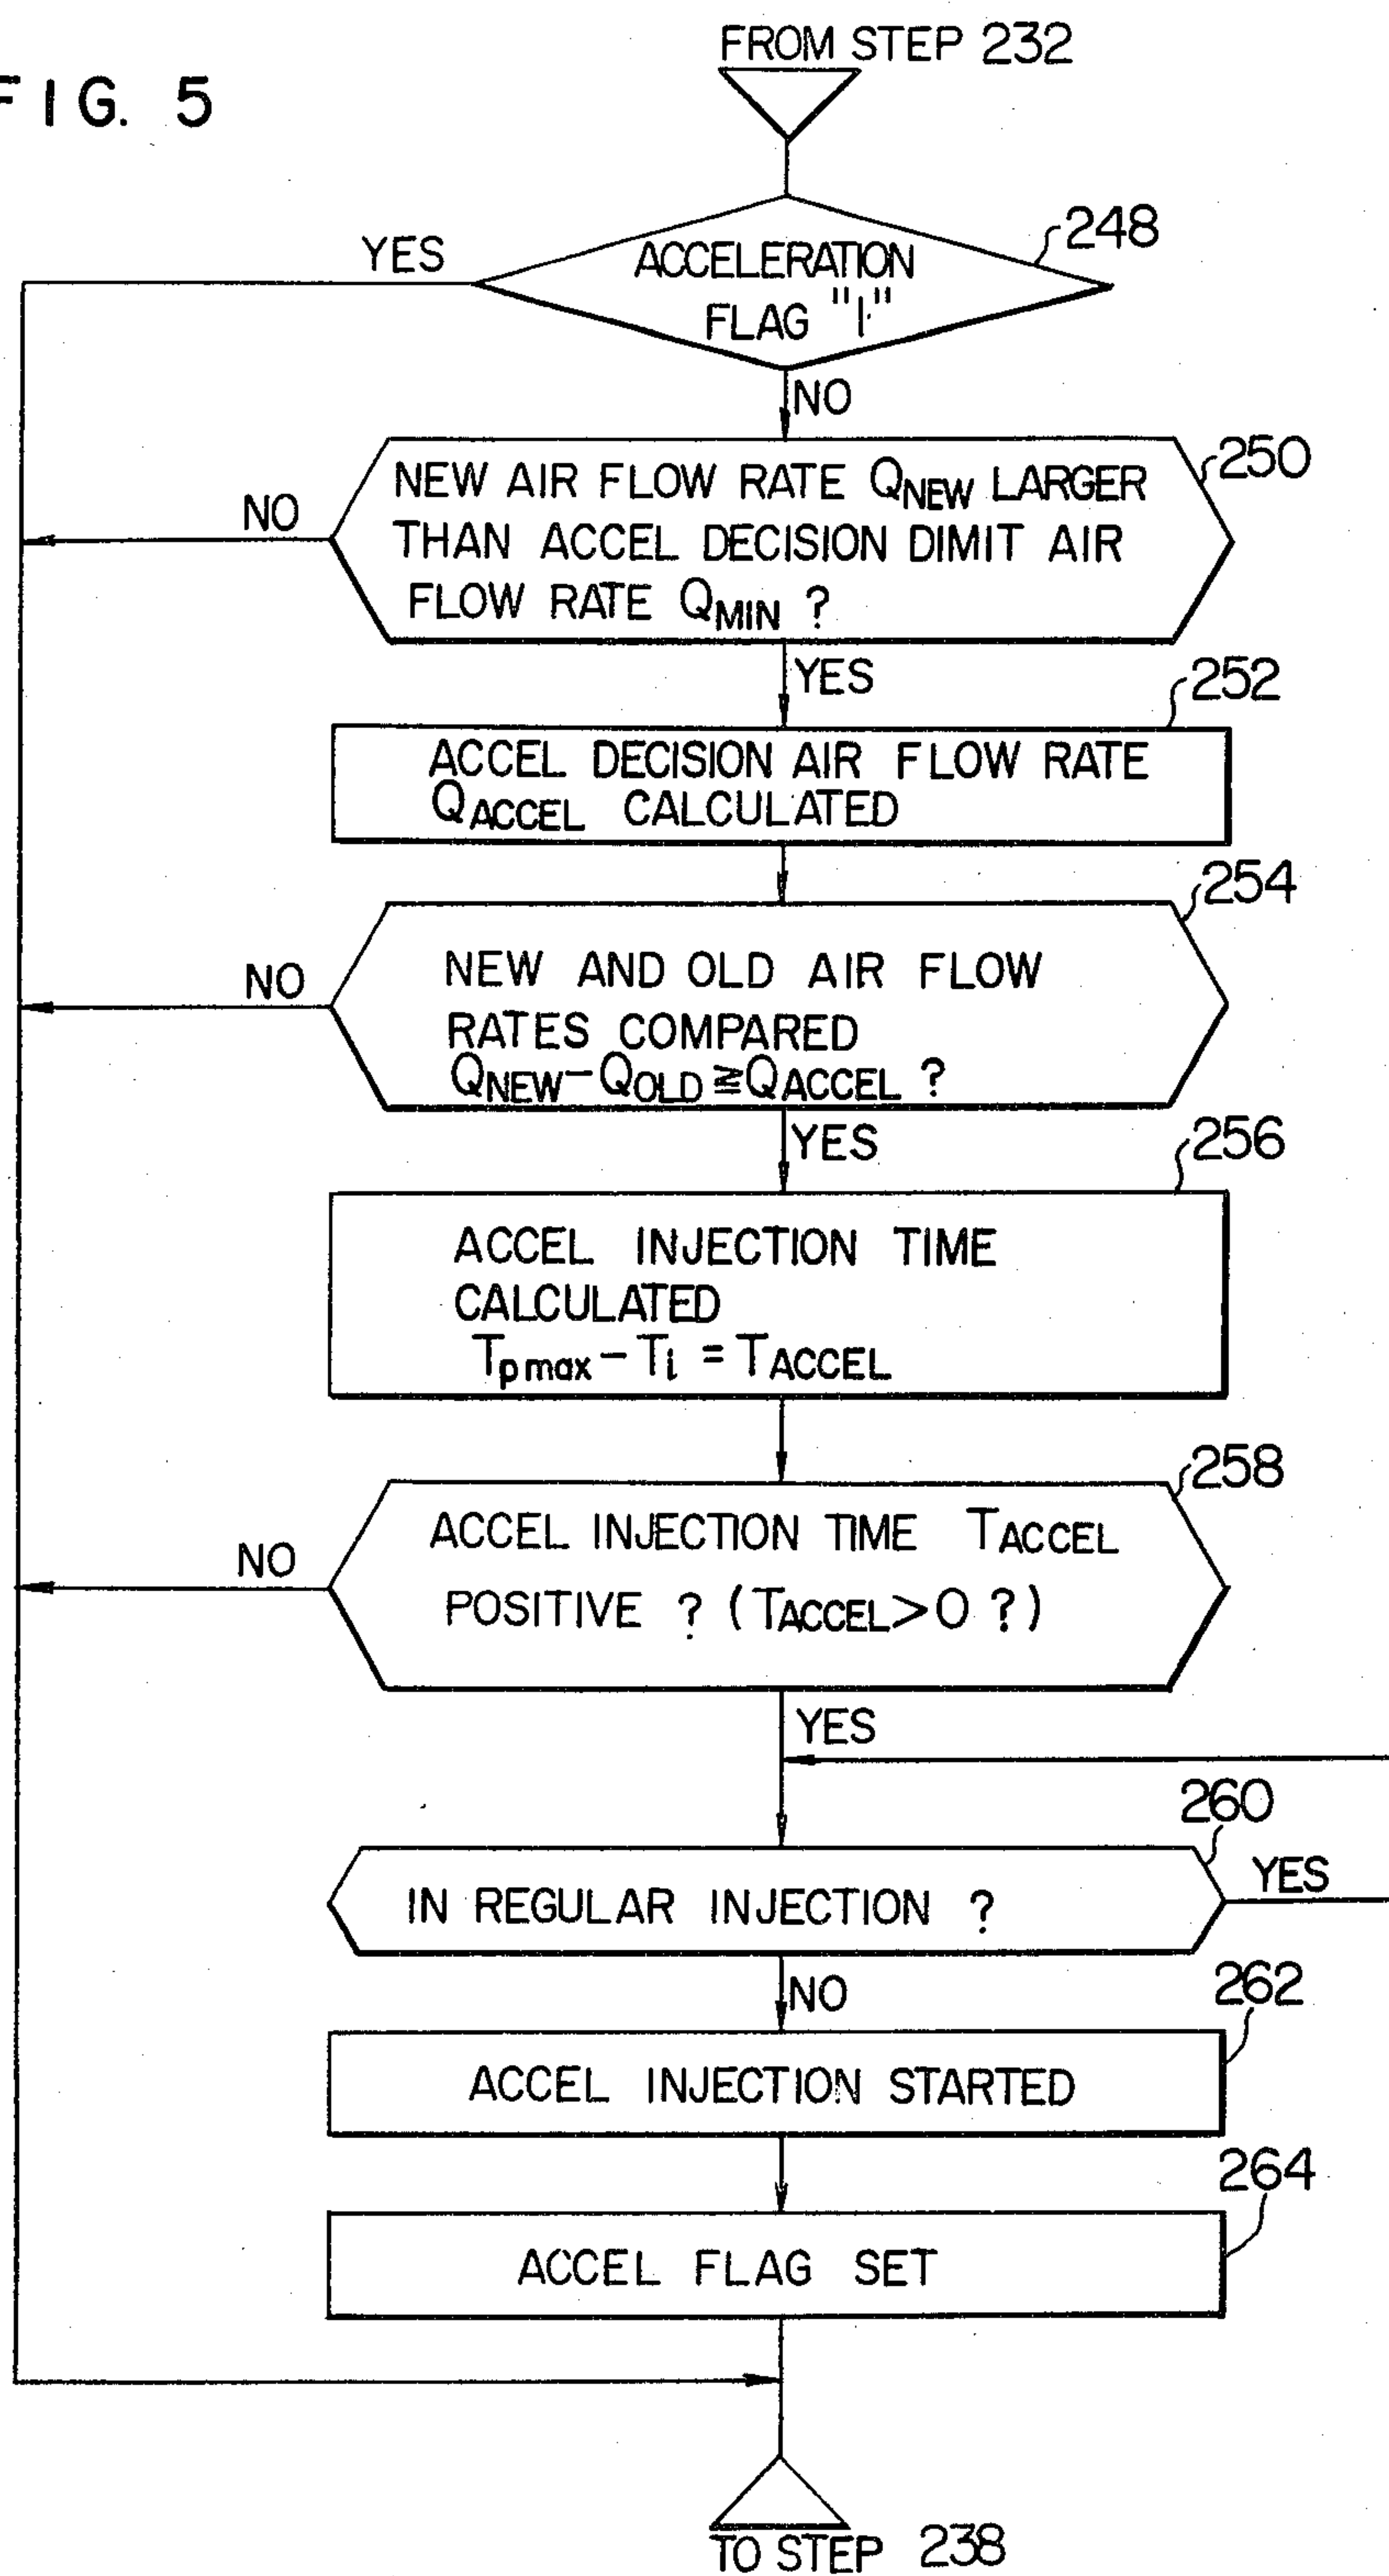 FROM STEP 232
FIG. 5
248
YES
ACCELERATION
FLAG "1"
NO
250
NEW AIR FLOW RATE QNEW LARGER
NO
THAN ACCEL DECISION DIMIT AIR
FLOW RATE QMIN ?
YES
252
ACCEL DECISION AIR FLOW RATE
QACCEL CALCULATED
254
NEW AND OLD AIR FLOW
NO
RATES COMPARED
QNEW-QOLD≧QACCEL ?
YES
256
ACCEL INJECTION TIME
CALCULATED
Tpmax-Ti = TACCEL
258
ACCEL INJECTION TIME TACCEL
NO
POSITIVE ? (TACCEL>0 ?)
YES
260
YES
IN REGULAR INJECTION ?
NO
262
ACCEL INJECTION STARTED
264
ACCEL FLAG SET
TO STEP 238